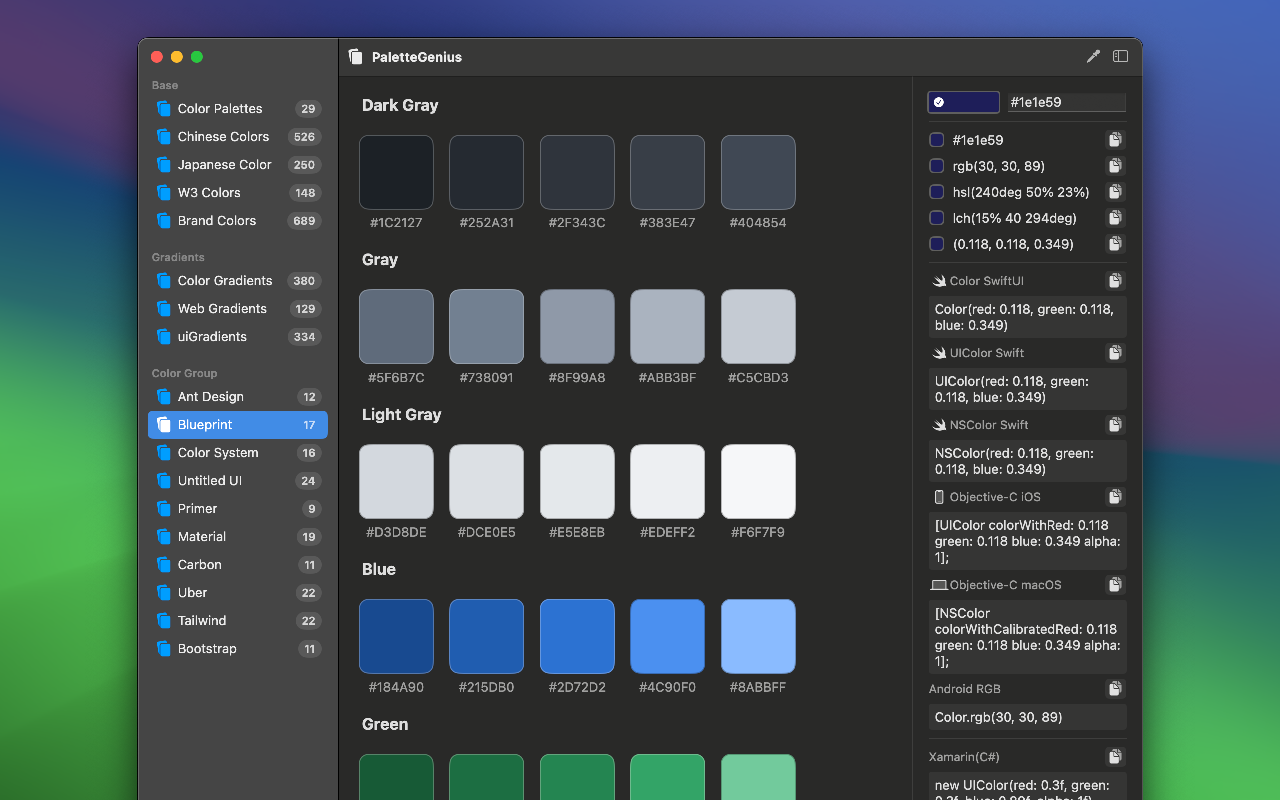 PaletteGenius
Base
Color Palettes 29
Chinese Colors 526
Japanese Color 250
W3 Colors 148
Brand Colors 689
Gradients
Color Gradients 380
Web Gradients 129
uiGradients 334
Color Group
Ant Design 12
Blueprint 17
Color System 16
Untitled UI 24
Primer 9
Material 19
Carbon 11
Uber 22
Tailwind 22
Bootstrap 11
Dark Gray
#1C2127 #252A31 #2F343C #383E47 #404854
Gray
#5F6B7C #738091 #8F99A8 #ABB3BF #C5CBD3
Light Gray
#D3D8DE #DCE0E5 #E5E8EB #EDEFF2 #F6F7F9
Blue
#184A90 #215DB0 #2D72D2 #4C90F0 #8ABBFF
Green
#1e1e59
#1e1e59
rgb(30, 30, 89)
hsl(240deg 50% 23%)
lch(15% 40 294deg)
(0.118, 0.118, 0.349)
Color SwiftUI
Color(red: 0.118, green: 0.118,
blue: 0.349)
UIColor Swift
UIColor(red: 0.118, green:
0.118, blue: 0.349)
NSColor Swift
NSColor(red: 0.118, green:
0.118, blue: 0.349)
Objective-C iOS
[UIColor colorWithRed: 0.118
green: 0.118 blue: 0.349 alpha:
1];
Objective-C macOS
[NSColor
colorWithCalibratedRed: 0.118
green: 0.118 blue: 0.349 alpha:
1];
Android RGB
Color.rgb(30, 30, 89)
Xamarin(C#)
new UIColor(red: 0.3f, green: